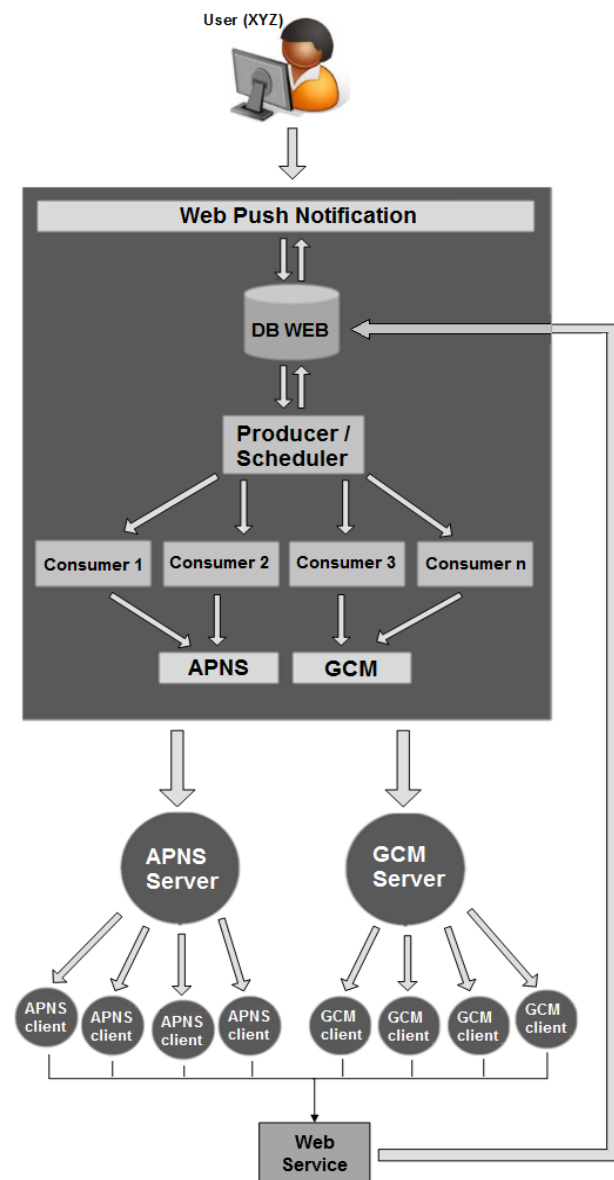 User (XYZ)
Web Push Notification
DB WEB
Producer /
Scheduler
Consumer 1
Consumer 2
Consumer 3
Consumer n
APNS
GCM
APNS
Server
GCM
Server
APNS
client
APNS
client
APNS
client
APNS
client
GCM
client
GCM
client
GCM
client
GCM
client
Web
Service